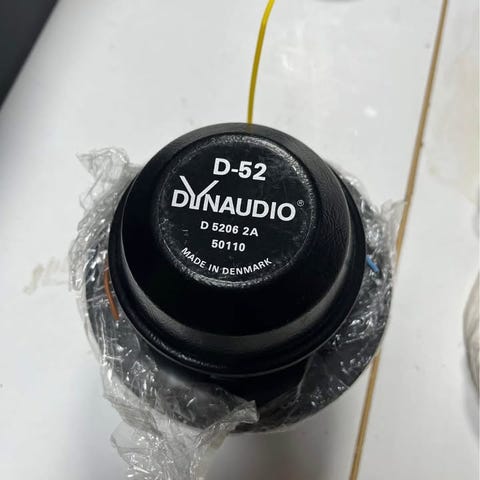 D-52
DYNAUDIO®
D 5206 2A
50110
MADE IN DENMARK